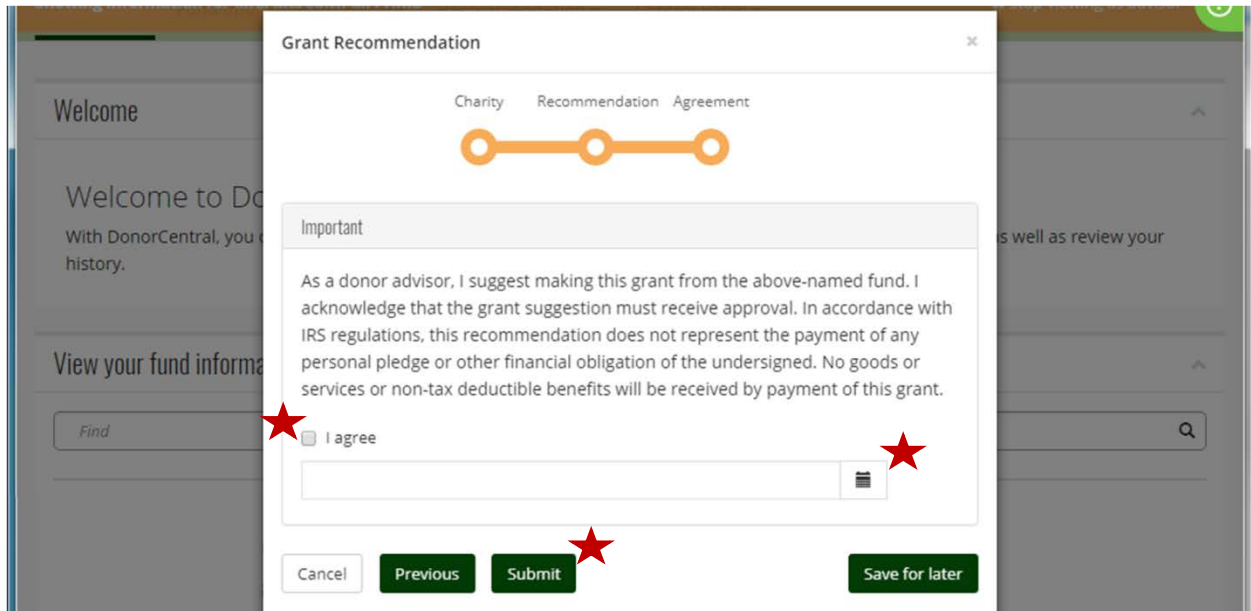 Grant Recommendation
×
Charity Recommendation Agreement
Welcome
Welcome to Do
With DonorCentral, you
s well as review your
history.
Important
As a donor advisor, I suggest making this grant from the above-named fund. I
acknowledge that the grant suggestion must receive approval. In accordance with
IRS regulations, this recommendation does not represent the payment of any
personal pledge or other financial obligation of the undersigned. No goods or
services or non-tax deductible benefits will be received by payment of this grant.
View your fund informa
Find
I agree
Cancel Previous Submit Save for later